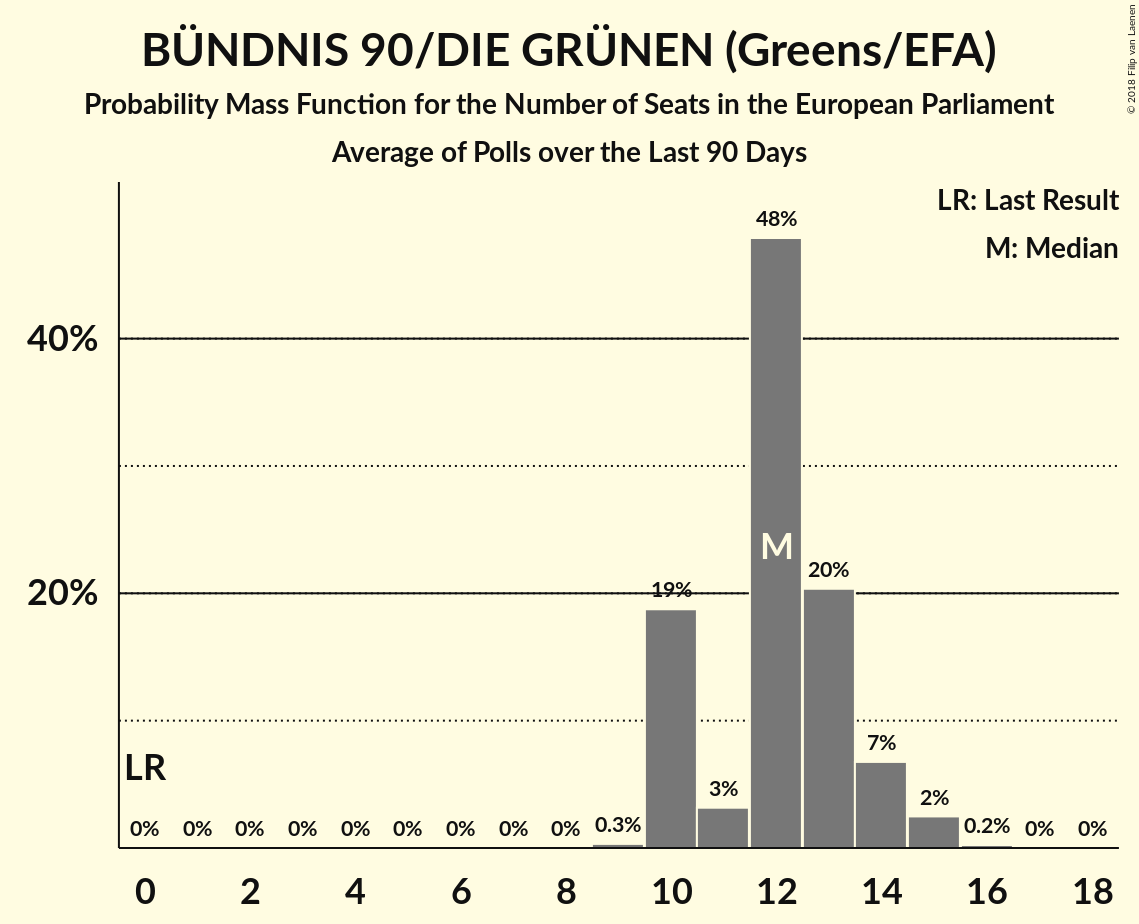 BÜNDNIS 90/DIE GRÜNEN (Greens/EFA)
Probability Mass Function for the Number of Seats in the European Parliament
Average of Polls over the Last 90 Days
© 2018 Filip van Laenen
LR: Last Result
M: Median
48%
40%
M
19%
20%
20%
7%
LR
3%
2%
0% 0% 0% 0% 0% 0% 0% 0% 0% 0.3% 0.2% 0% 0%
0 2 4 6 8 10 12 14 16 18